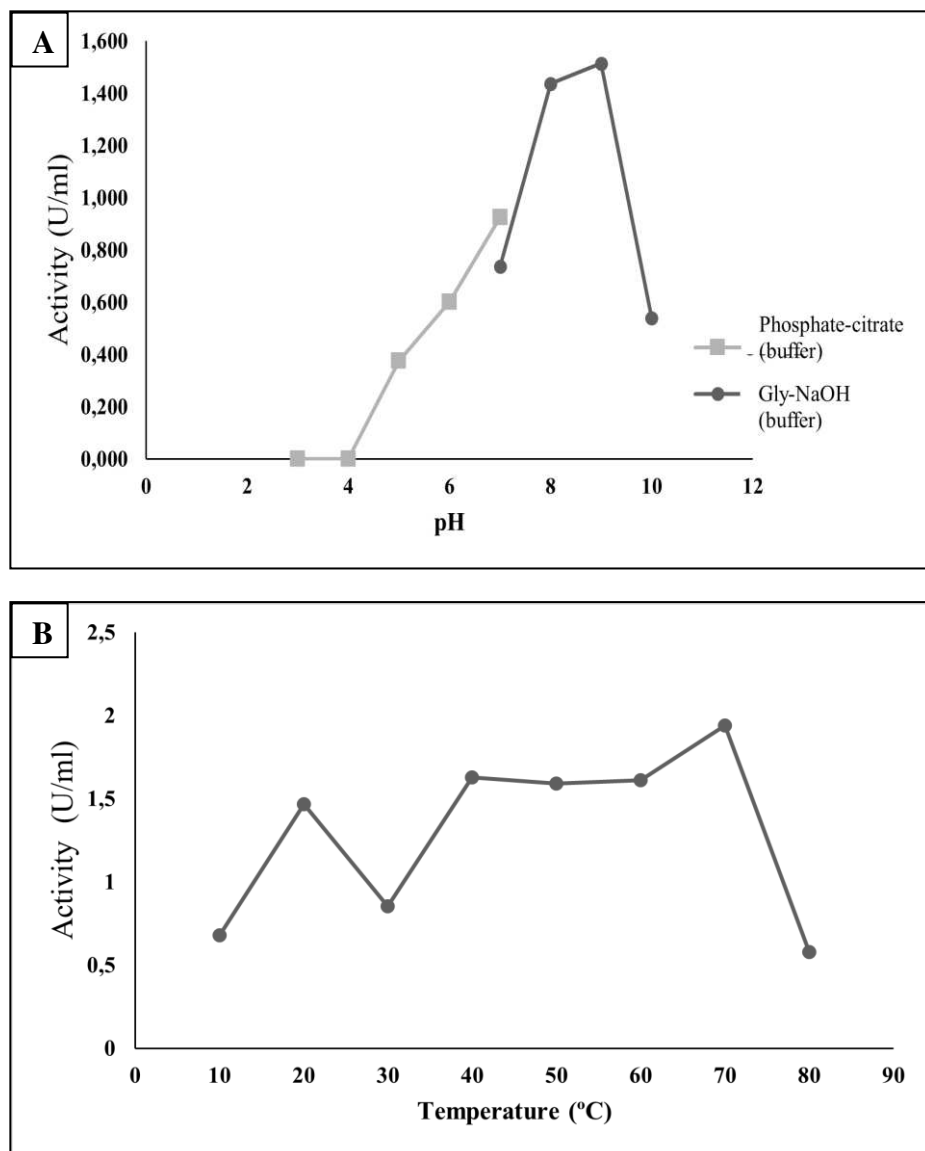 A
1,600
1,400
1,200
1,000
0,800
0,600
0,400
0,200
0,000
Activity (U/ml)
0 2 4 6 8 10 12
pH
Phosphate-citrate
(buffer)
Gly-NaOH
(buffer)
B
2,5
2
1,5
1
0,5
0
Activity (U/ml)
0 10 20 30 40 50 60 70 80 90
Temperature (ºC)